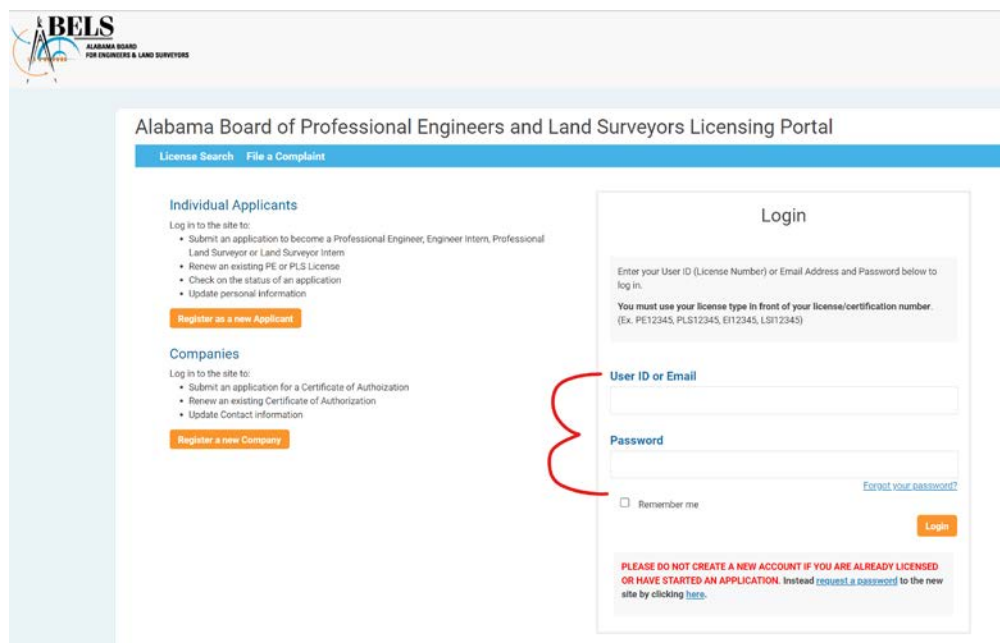 BELS
ALABAMA BOARD
FOR ENGINEERS & LAND SURVEYORS
Alabama Board of Professional Engineers and Land Surveyors Licensing Portal
License Search File a Complaint
Individual Applicants
Log in to the site to:
• Submit an application to become a Professional Engineer, Engineer Intern, Professional
Land Surveyor or Land Surveyor Intern
• Renew an existing PE or PLS License
• Check on the status of an application
• Update personal information
Register as a new Applicant
Companies
Log in to the site to:
• Submit an application for a Certificate of Authoization
• Renew an existing Certificate of Authorization
• Update Contact information
Register a new Company
Login
Enter your User ID (License Number) or Email Address and Password below to
log in.
You must use your license type in front of your license/certification number.
(Ex. PE12345, PLS12345, EI12345, LSI12345)
User ID or Email
Password
Forgot your password?
Remember me
Login
PLEASE DO NOT CREATE A NEW ACCOUNT IF YOU ARE ALREADY LICENSED
OR HAVE STARTED AN APPLICATION. Instead request a password to the new
site by clicking here.